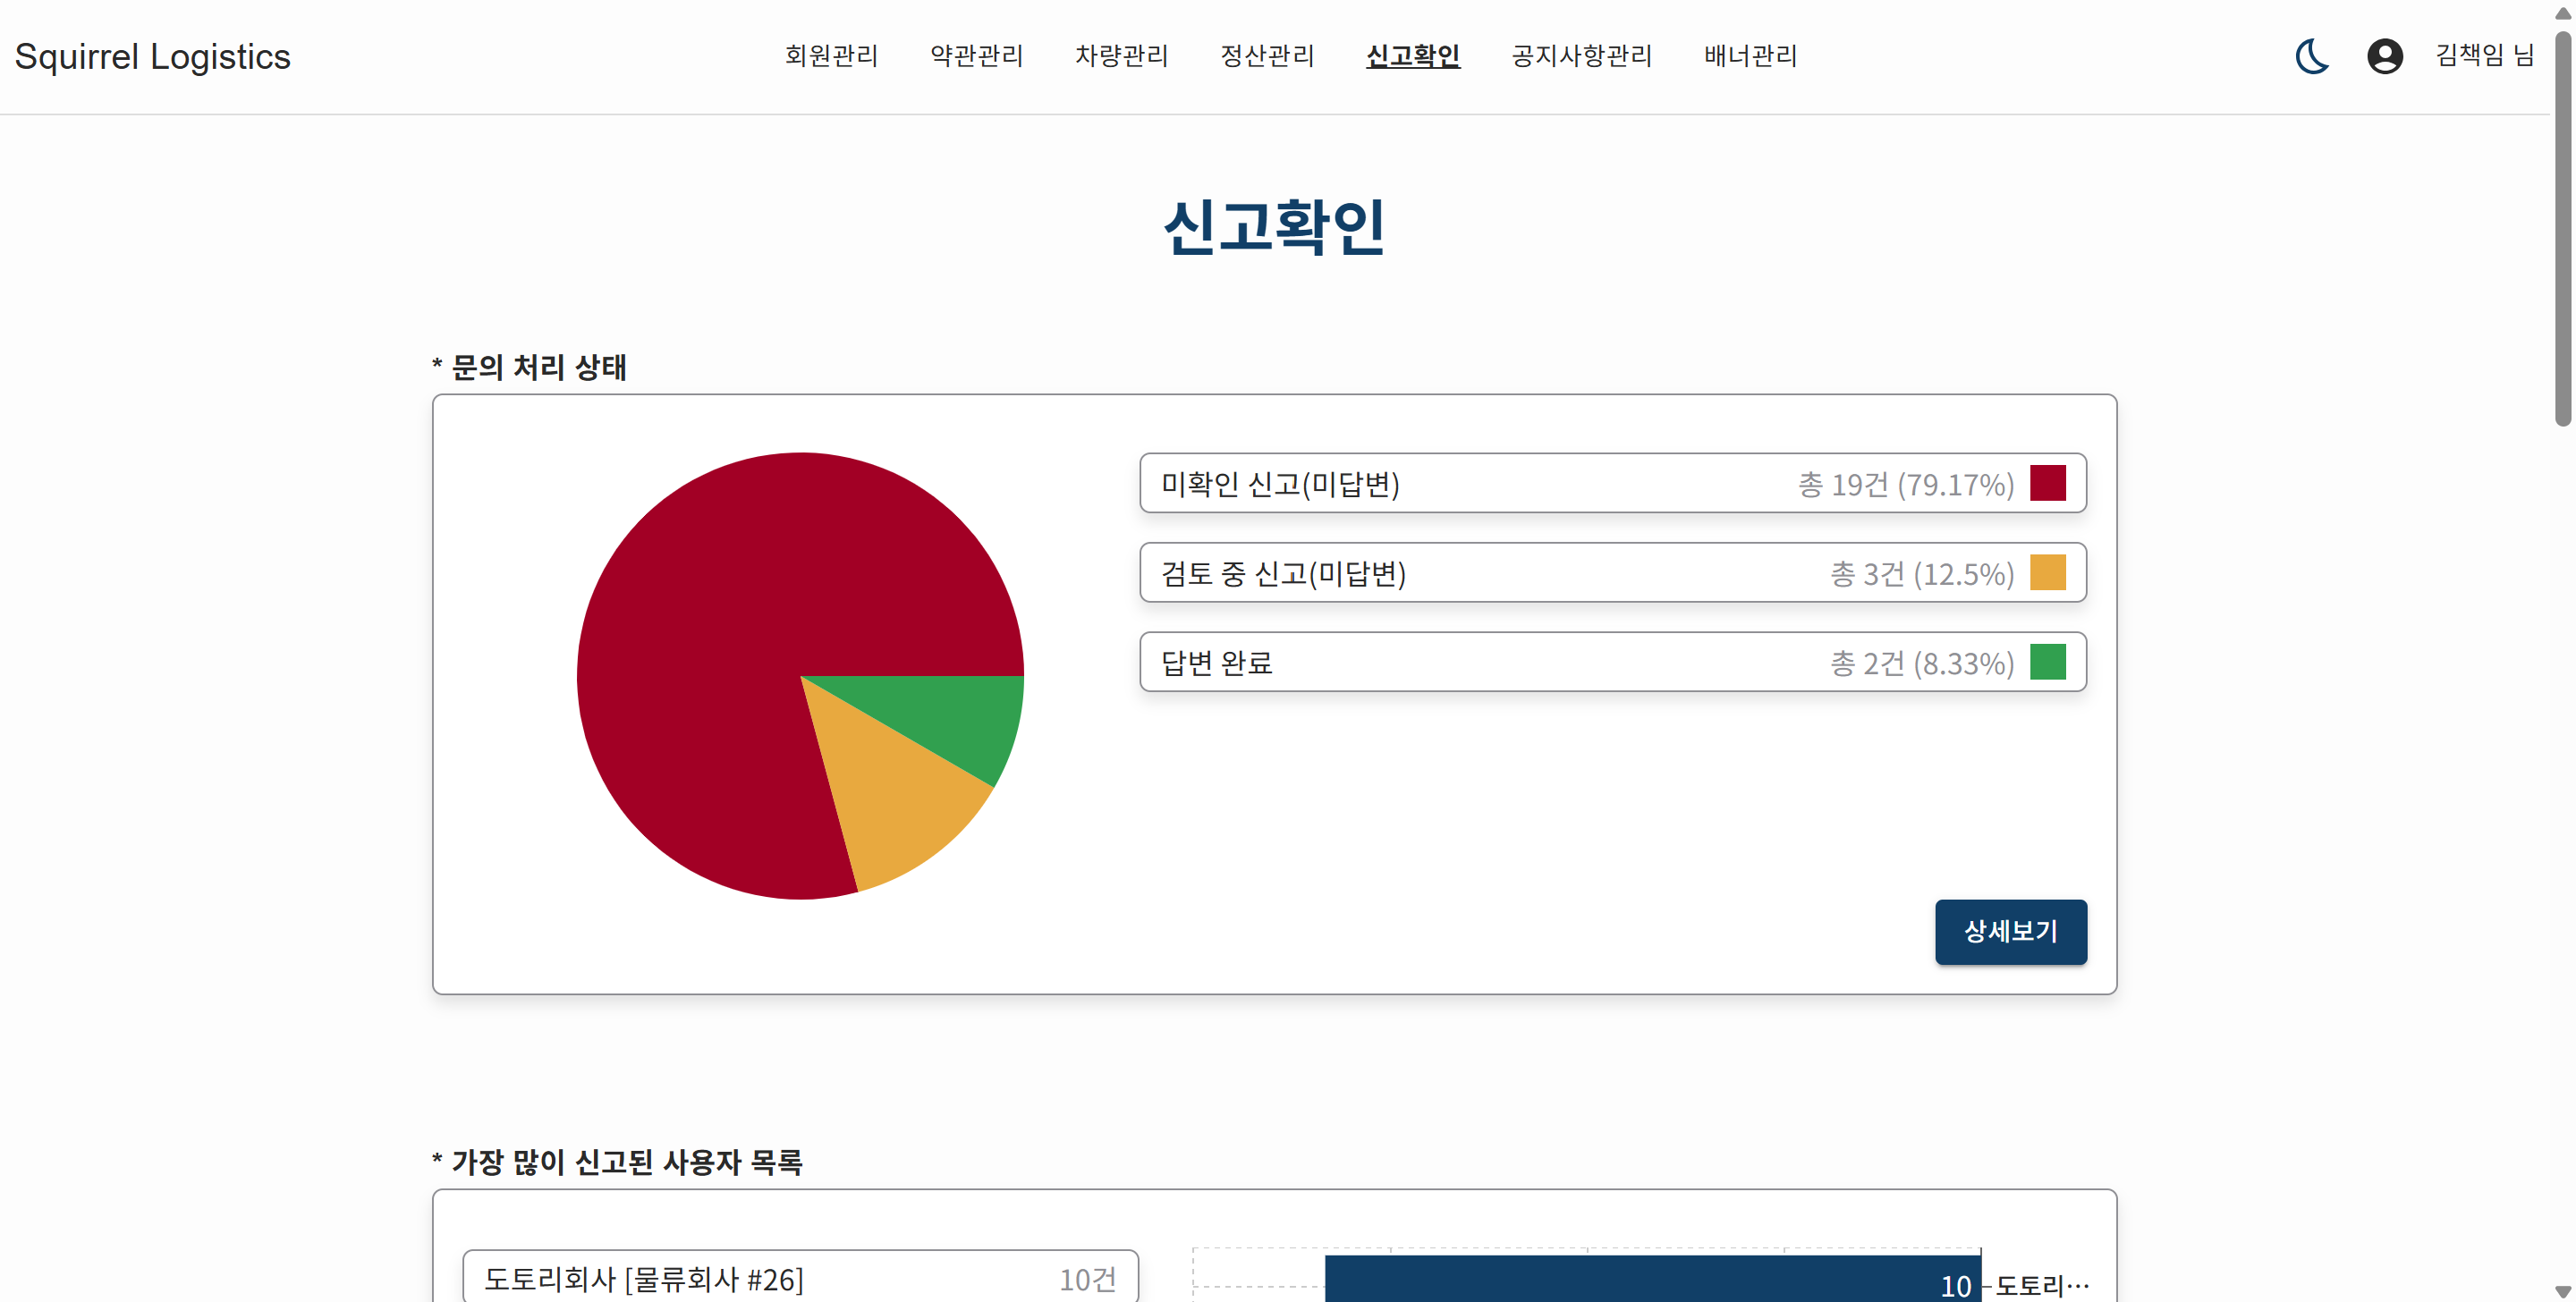 Squirrel Logistics
회원관리 약관관리 차량관리 정산관리 신고확인 공지사항관리 배너관리
김책임 님
신고확인
* 문의 처리 상태
미확인 신고(미답변) 총 19건 (79.17%)
검토 중 신고(미답변) 총 3건 (12.5%)
답변 완료 총 2건 (8.33%)
상세보기
* 가장 많이 신고된 사용자 목록
도토리회사 [물류회사 #26] 10건
10 도토리…